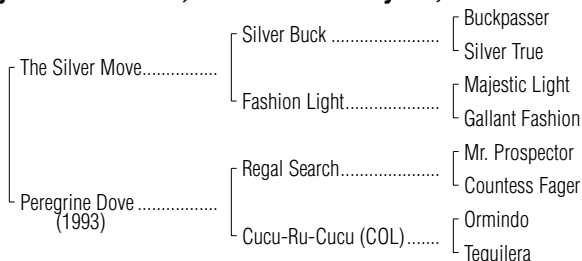 Buckpasser
Silver Buck ......................
Silver True
The Silver Move................
Majestic Light
Fashion Light....................
Gallant Fashion
Mr. Prospector
Regal Search.....................
Countess Fager
Peregrine Dove .................
(1993)
Ormindo
Cucu-Ru-Cucu (COL).......
Tequilera